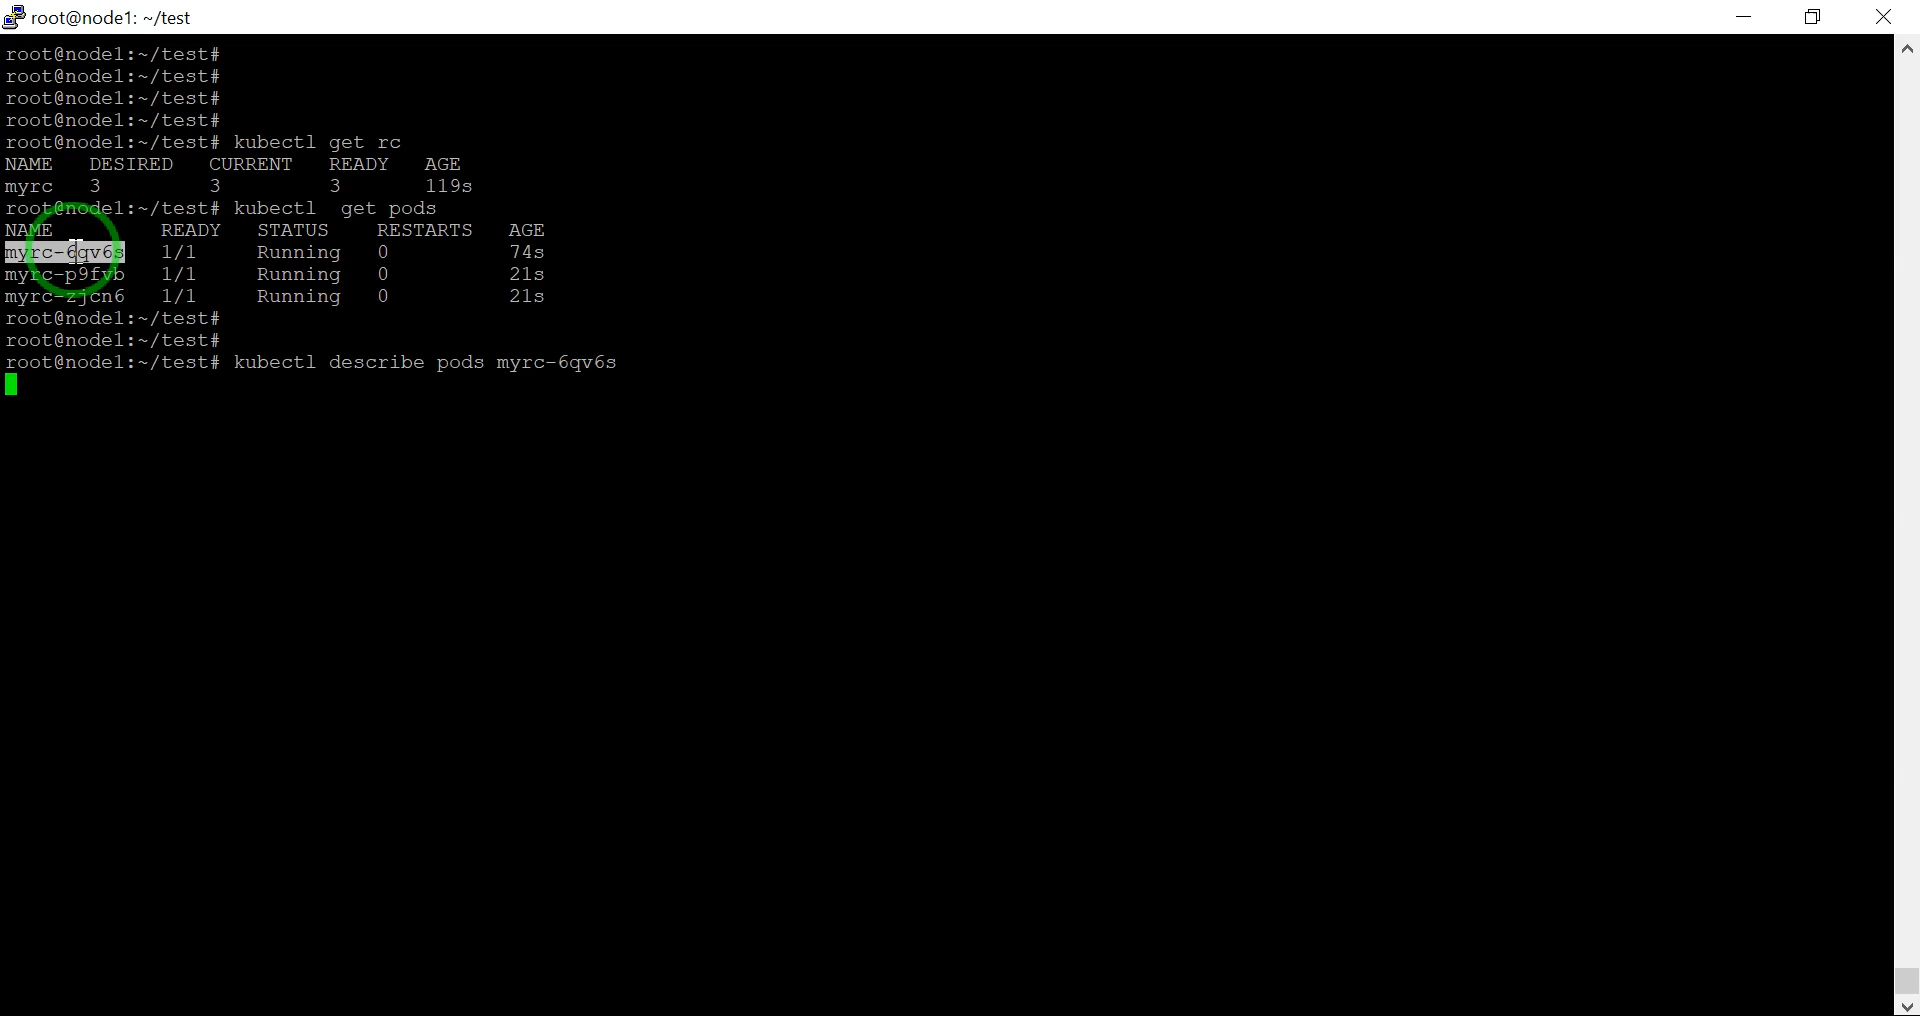 root@node1: ~/test
root@node1:~/test#
root@node1:~/test#
root@node1:~/test#
root@node1:~/test#
root@node1:~/test# kubectl get rc
NAME   DESIRED   CURRENT   READY   AGE
myrc   3         3         3       119s
root@node1:~/test# kubectl  get pods
NAME         READY   STATUS    RESTARTS   AGE
myrc-6qv6s   1/1     Running   0          74s
myrc-p9fvb   1/1     Running   0          21s
myrc-zjcn6   1/1     Running   0          21s
root@node1:~/test#
root@node1:~/test#
root@node1:~/test# kubectl describe pods myrc-6qv6s